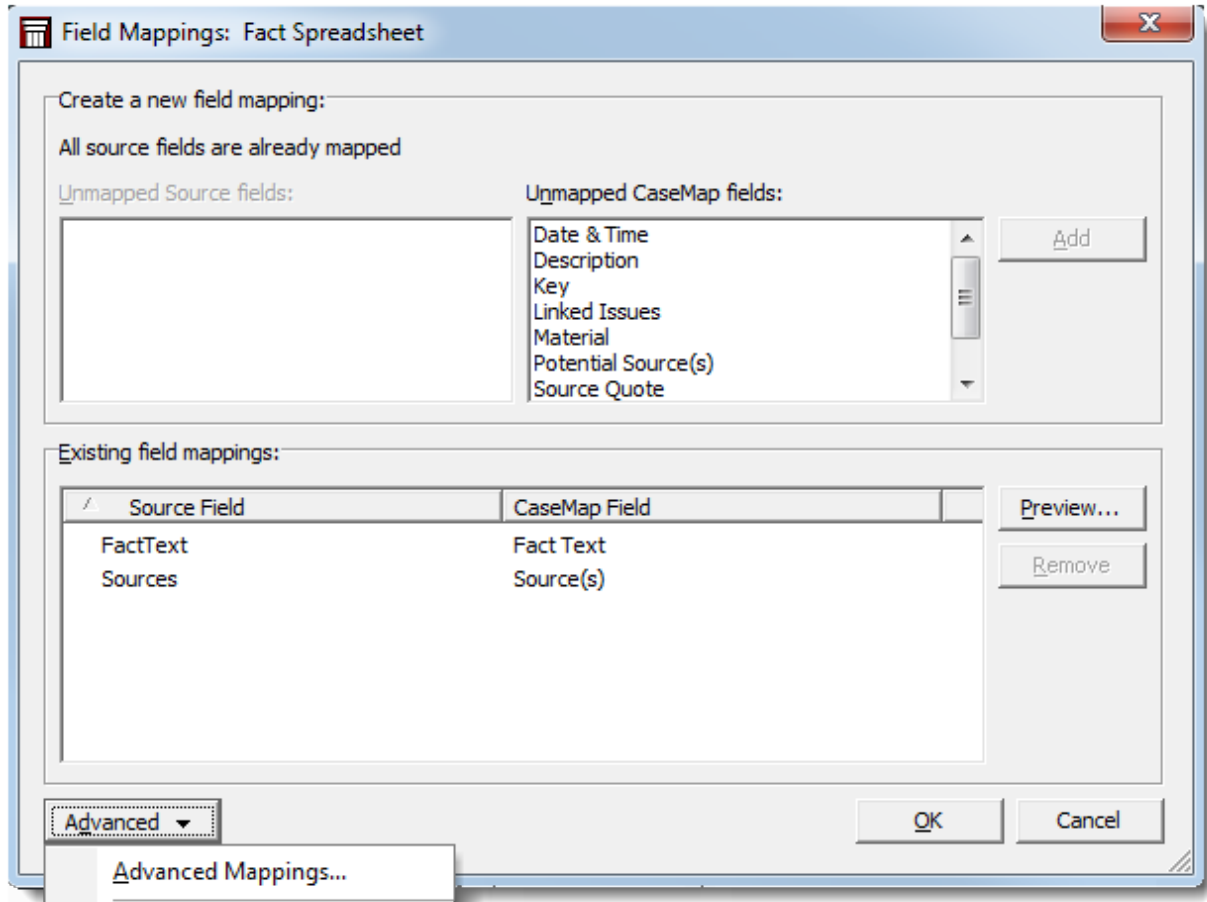 Field Mappings: Fact Spreadsheet
x
Create a new field mapping:
All source fields are already mapped
Unmapped Source fields:
Unmapped CaseMap fields:
Date & Time
Description
Key
Linked Issues
Material
Potential Source(s)
Source Quote
Add
Existing field mappings:
Source Field CaseMap Field
FactText Fact Text
Sources Source(s)
Preview...
Remove
Advanced
OK
Cancel
Advanced Mappings...